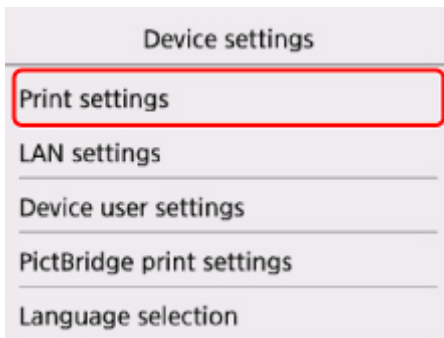 Device settings
Print settings
LAN settings
Device user settings
PictBridge print settings
Language selection